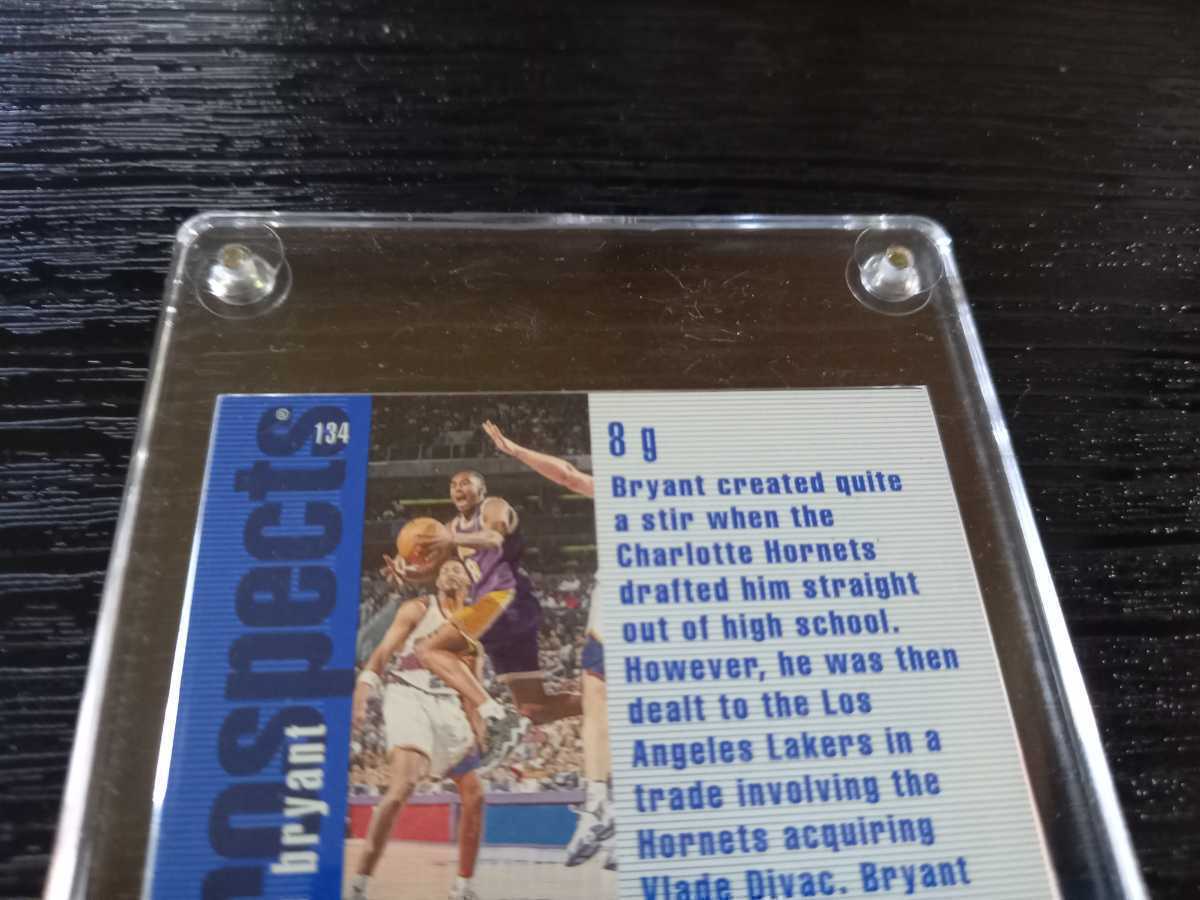 134
ospects®
bryant
8 g
Bryant created quite
a stir when the
Charlotte Hornets
drafted him straight
out of high school.
However, he was then
dealt to the Los
Angeles Lakers in a
trade involving the
Hornets acquiring
Vlade Divac. Bryant